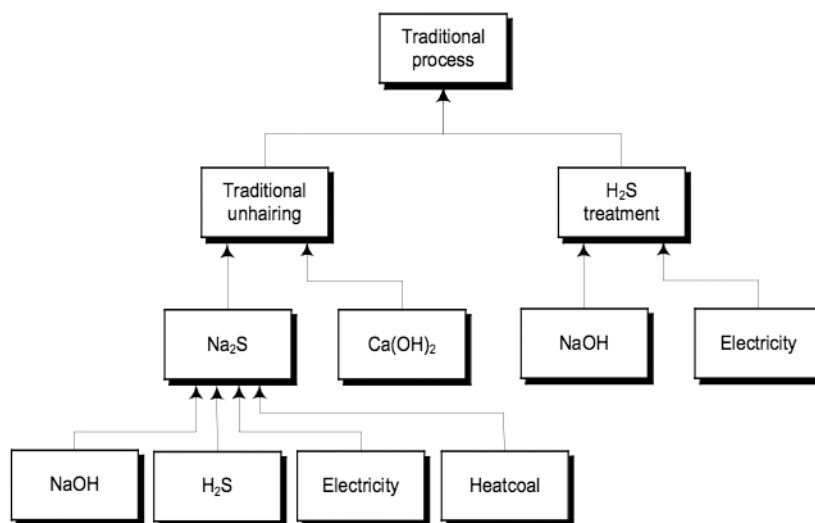 Traditional
process
Traditional
unhairing
H₂S
treatment
Na₂S
Ca(OH)₂
NaOH
Electricity
NaOH
H₂S
Electricity
Heatcoal